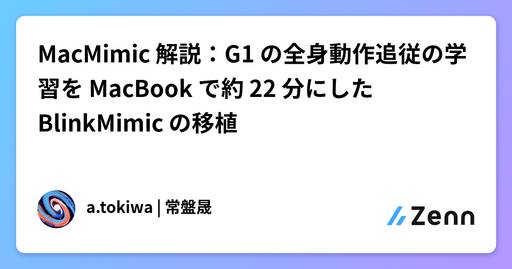 MacMimic 解説：G1 の全身動作追従の学
習を MacBook で約 22 分にした
BlinkMimic の移植
a.tokiwa | 常盤晟
Zenn